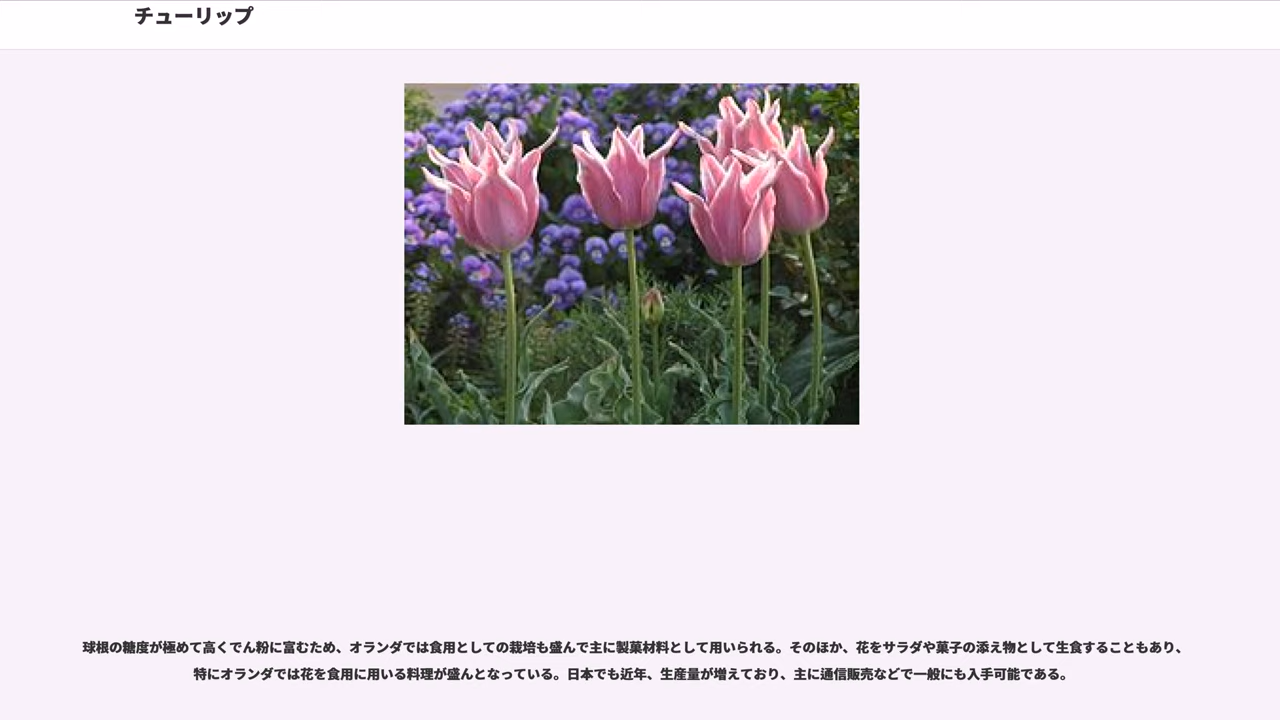 チューリップ
球根の糖度が極めて高くでん粉に富むため、オランダでは食用としての栽培も盛んで主に製菓材料として用いられる。そのほか、花をサラダや菓子の添え物として生食することもあり、
特にオランダでは花を食用に用いる料理が盛んとなっている。日本でも近年、生産量が増えており、主に通信販売などで一般にも入手可能である。